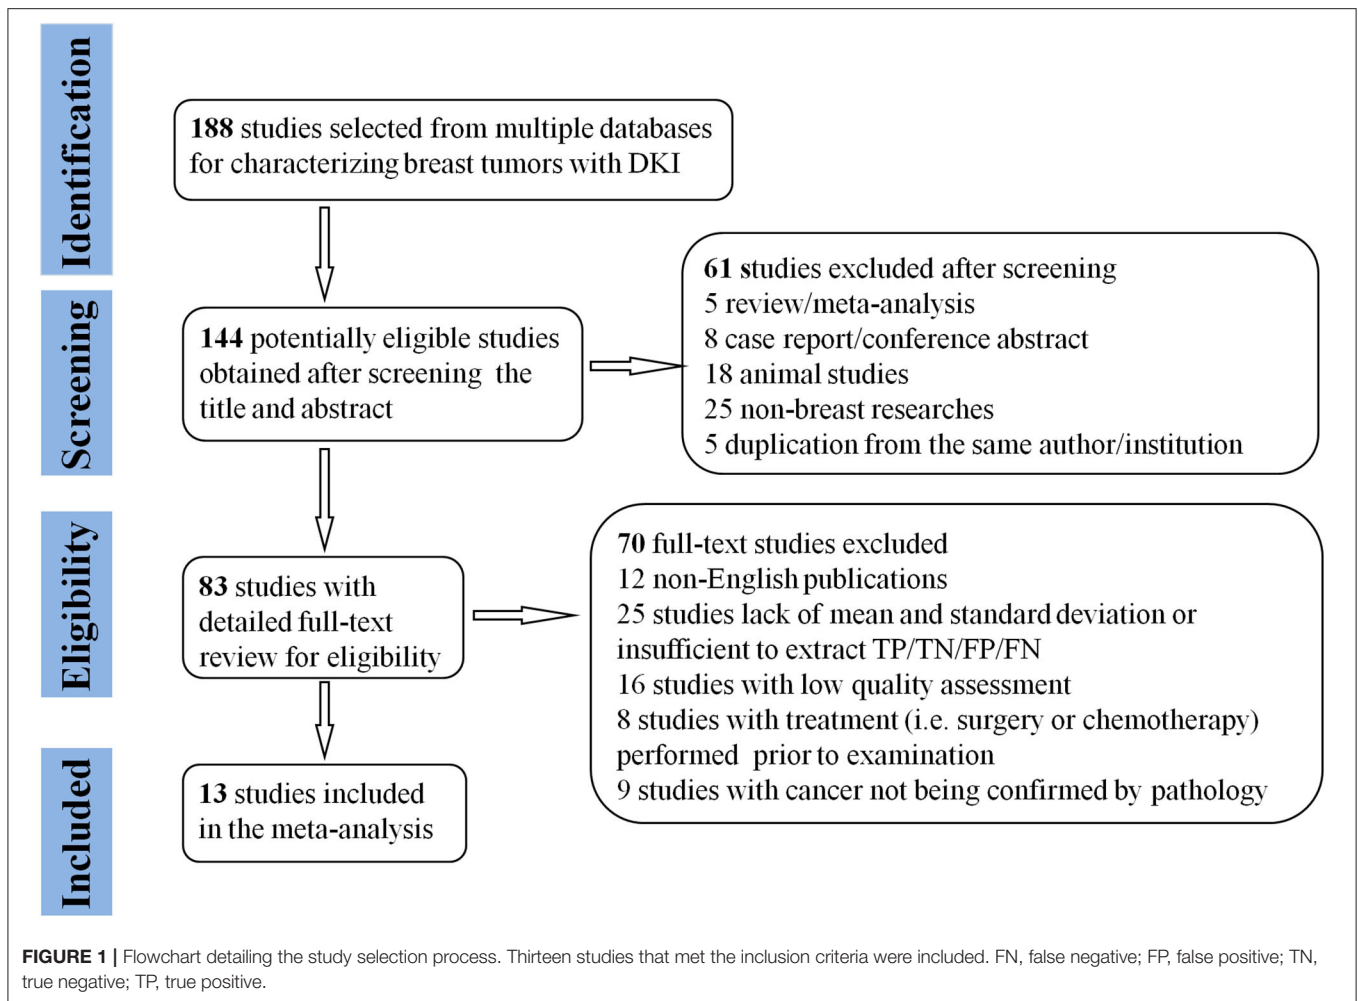 Identification
188 studies selected from multiple databases
for characterizing breast tumors with DKI
Screening
144 potentially eligible studies
obtained after screening the
title and abstract
61 studies excluded after screening
5 review/meta-analysis
8 case report/conference abstract
18 animal studies
25 non-breast researches
5 duplication from the same author/institution
Eligibility
83 studies with
detailed full-text
review for eligibility
70 full-text studies excluded
12 non-English publications
25 studies lack of mean and standard deviation or
insufficient to extract TP/TN/FP/FN
16 studies with low quality assessment
8 studies with treatment (i.e. surgery or chemotherapy)
performed prior to examination
9 studies with cancer not being confirmed by pathology
Included
13 studies included
in the meta-analysis
FIGURE 1 | Flowchart detailing the study selection process. Thirteen studies that met the inclusion criteria were included. FN, false negative; FP, false positive; TN,
true negative; TP, true positive.